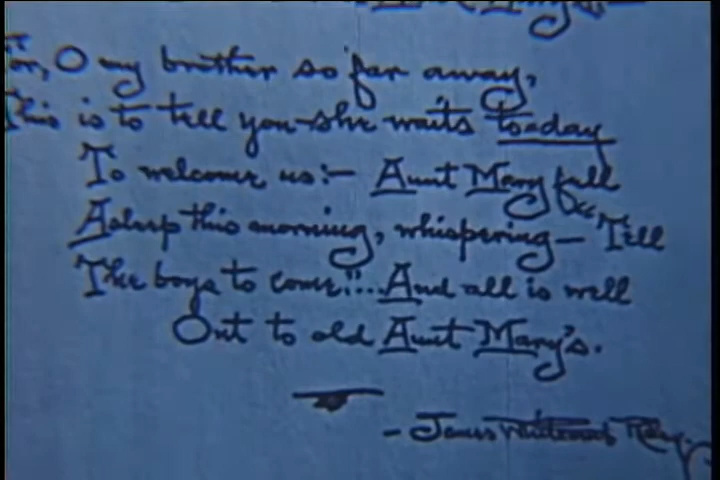 For, O my brother so far away,
This is to tell you—she waits to-day
To welcome us:— Aunt Mary fell
Asleep this morning, whispering— "Tell
The boys to come!"... And all is well
Out to old Aunt Mary's.
— James Whitcomb Riley.